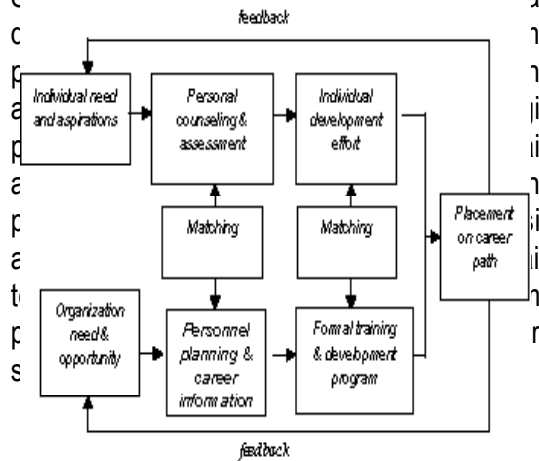 feedback
Individual need
and aspirations
Personal
counseling &
assessment
Individual
development
effort
Matching
Matching
Placement
on career
path
Organization
need &
opportunity
Personnel
planning &
career
information
Formal training
& development
program
feedback